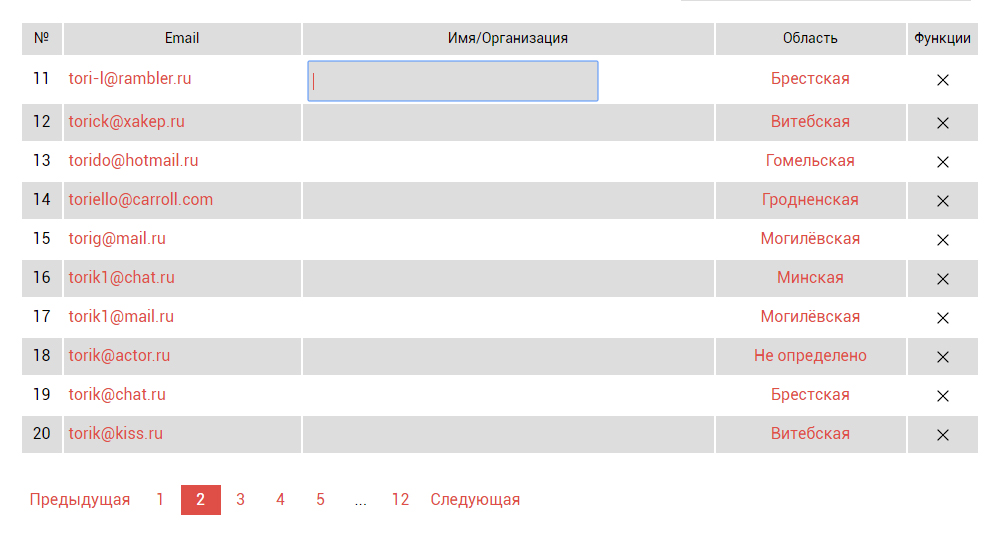 № Email Имя/Организация Область Функции
11 tori-l@rambler.ru Брестская
12 torick@xakep.ru Витебская
13 torido@hotmail.ru Гомельская
14 toriello@carroll.com Гродненская
15 torig@mail.ru Могилёвская
16 torik1@chat.ru Минская
17 torik1@mail.ru Могилёвская
18 torik@actor.ru Не определено
19 torik@chat.ru Брестская
20 torik@kiss.ru Витебская
Предыдущая 1 2 3 4 5 ... 12 Следующая